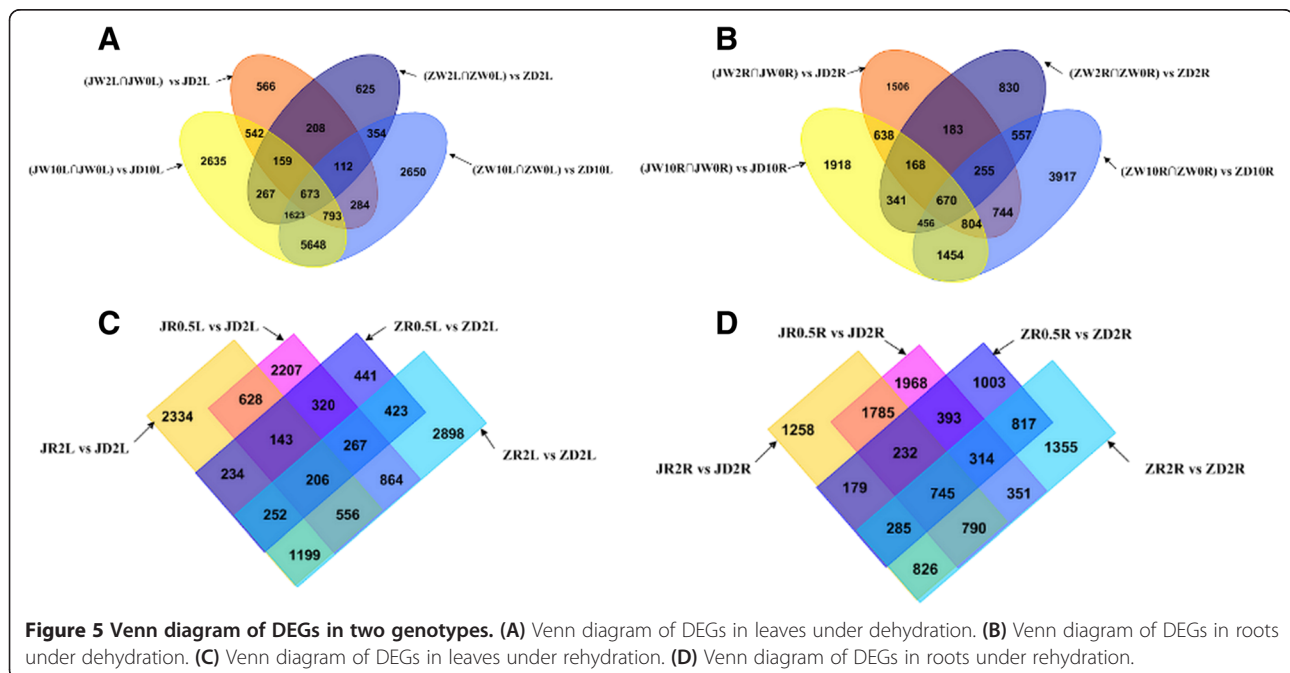 A
(JW2L∩JW0L) vs JD2L
(ZW2L∩ZW0L) vs ZD2L
566
625
542
208
354
2635
159
112
2650
(JW10L∩JW0L) vs JD10L
(ZW10L∩ZW0L) vs ZD10L
267
673
284
1623
793
5648
B
(JW2R∩JW0R) vs JD2R
(ZW2R∩ZW0R) vs ZD2R
1506
830
638
183
557
1918
168
255
3917
(JW10R∩JW0R) vs JD10R
(ZW10R∩ZW0R) vs ZD10R
341
670
744
456
804
1454
C
JR0.5L vs JD2L
ZR0.5L vs ZD2L
2207
441
628
320
423
2334
143
267
2898
JR2L vs JD2L
ZR2L vs ZD2L
234
206
864
252
556
1199
D
JR0.5R vs JD2R
ZR0.5R vs ZD2R
1968
1003
1785
393
817
1258
232
314
1355
JR2R vs JD2R
ZR2R vs ZD2R
179
745
351
285
790
826
Figure 5 Venn diagram of DEGs in two genotypes. (A) Venn diagram of DEGs in leaves under dehydration. (B) Venn diagram of DEGs in roots
under dehydration. (C) Venn diagram of DEGs in leaves under rehydration. (D) Venn diagram of DEGs in roots under rehydration.